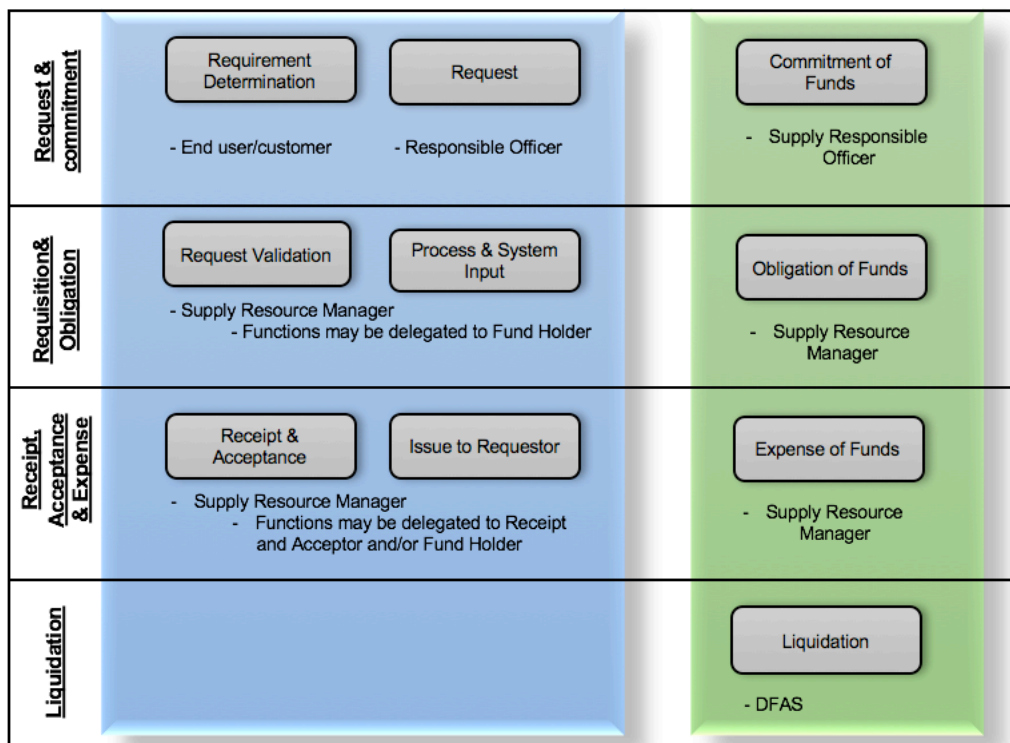 Request &
commitment
Requirement
Determination
Request
Commitment of
Funds
- End user/customer
- Responsible Officer
- Supply Responsible
Officer
Requisition&
Obligation
Request Validation
Process & System
Input
Obligation of Funds
- Supply Resource Manager
- Functions may be delegated to Fund Holder
- Supply Resource
Manager
Receipt,
Acceptance
& Expense
Receipt &
Acceptance
Issue to Requestor
Expense of Funds
- Supply Resource Manager
- Functions may be delegated to Receipt
and Acceptor and/or Fund Holder
- Supply Resource
Manager
Liquidation
Liquidation
- DFAS